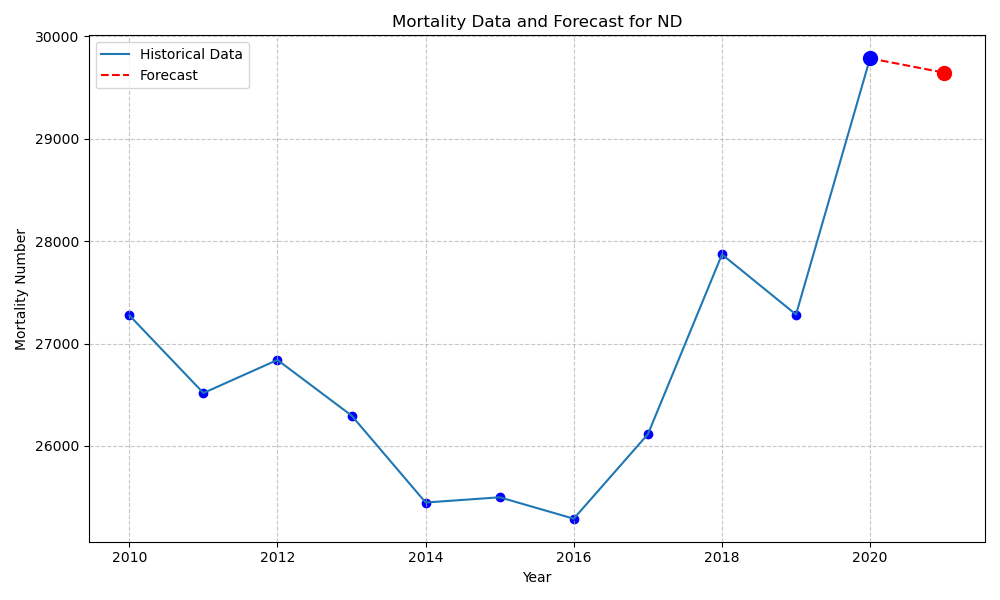 Mortality Data and Forecast for ND
Historical Data
Forecast
30000
29000
28000
27000
26000
Mortality Number
2010 2012 2014 2016 2018 2020
Year